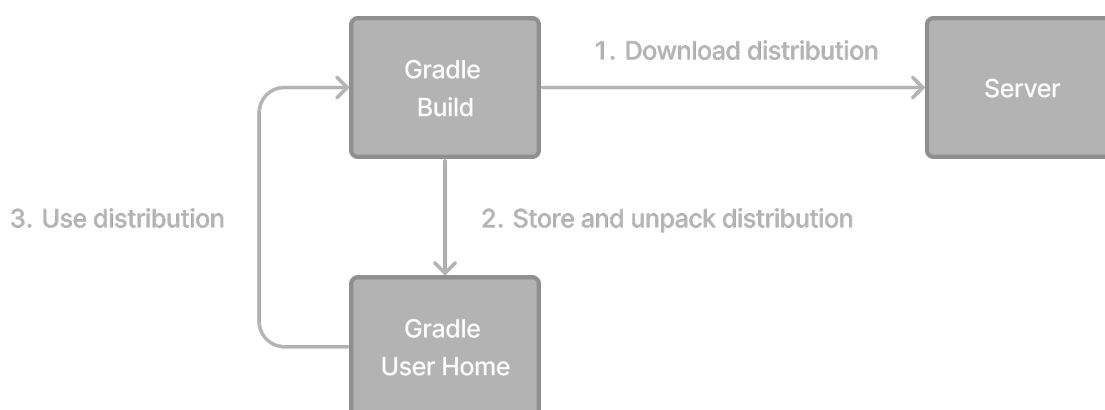 Gradle
Build
1. Download distribution
Server
3. Use distribution
2. Store and unpack distribution
Gradle
User Home